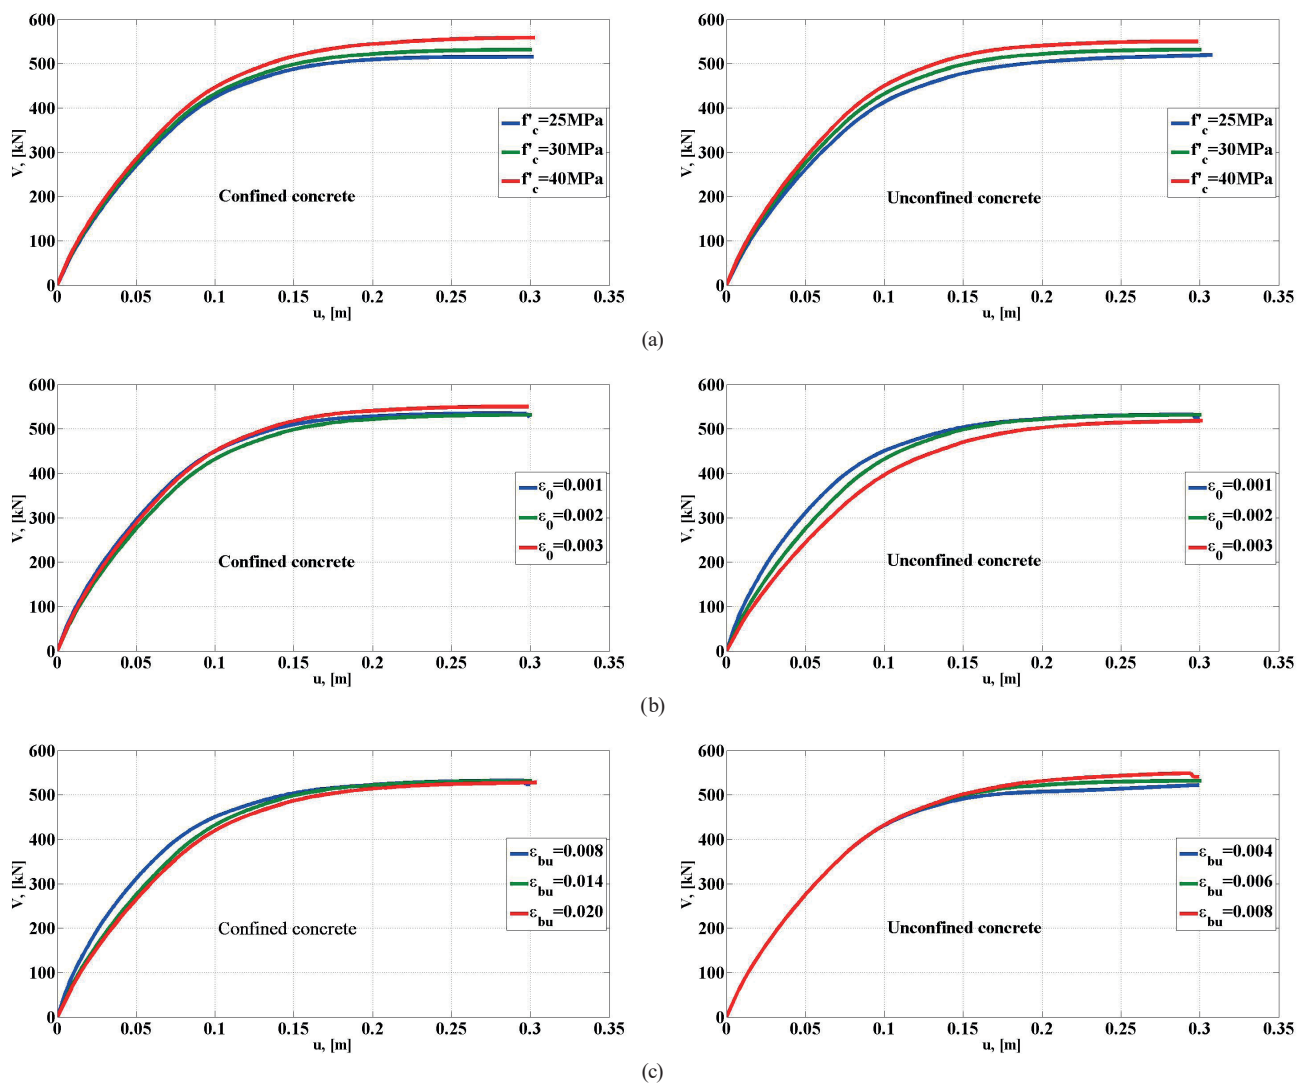 600
500
400
300
200
100
0
V, [kN]
f'c=25MPa
f'c=30MPa
f'c=40MPa
Confined concrete
0 0.05 0.1 0.15 0.2 0.25 0.3 0.35
u, [m]
600
500
400
300
200
100
0
V, [kN]
f'c=25MPa
f'c=30MPa
f'c=40MPa
Unconfined concrete
0 0.05 0.1 0.15 0.2 0.25 0.3 0.35
u, [m]
(a)
600
500
400
300
200
100
0
V, [kN]
ε0=0.001
ε0=0.002
ε0=0.003
Confined concrete
0 0.05 0.1 0.15 0.2 0.25 0.3 0.35
u, [m]
600
500
400
300
200
100
0
V, [kN]
ε0=0.001
ε0=0.002
ε0=0.003
Unconfined concrete
0 0.05 0.1 0.15 0.2 0.25 0.3 0.35
u, [m]
(b)
600
500
400
300
200
100
0
V, [kN]
εbu=0.008
εbu=0.014
εbu=0.020
Confined concrete
0 0.05 0.1 0.15 0.2 0.25 0.3 0.35
u, [m]
600
500
400
300
200
100
0
V, [kN]
εbu=0.004
εbu=0.006
εbu=0.008
Unconfined concrete
0 0.05 0.1 0.15 0.2 0.25 0.3 0.35
u, [m]
(c)